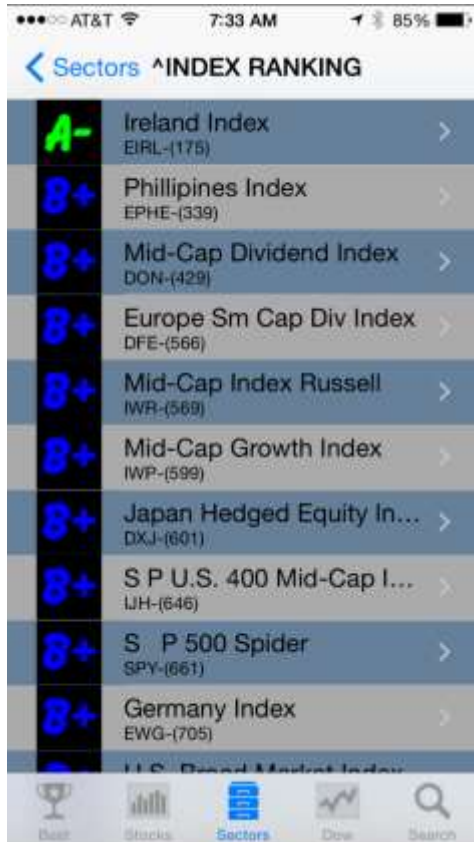 AT&T 7:33 AM 85%
Sectors ^INDEX RANKING
A- Ireland Index
EIRL-(175)
B+ Phillipines Index
EPHE-(339)
B+ Mid-Cap Dividend Index
DON-(429)
B+ Europe Sm Cap Div Index
DFE-(566)
B+ Mid-Cap Index Russell
IWR-(569)
B+ Mid-Cap Growth Index
IWP-(599)
B+ Japan Hedged Equity In...
DXJ-(601)
B+ S P U.S. 400 Mid-Cap I...
IJH-(646)
B+ S P 500 Spider
SPY-(661)
B+ Germany Index
EWG-(705)
U.S. Broad Market Index
Best Stocks Sectors Dow Search